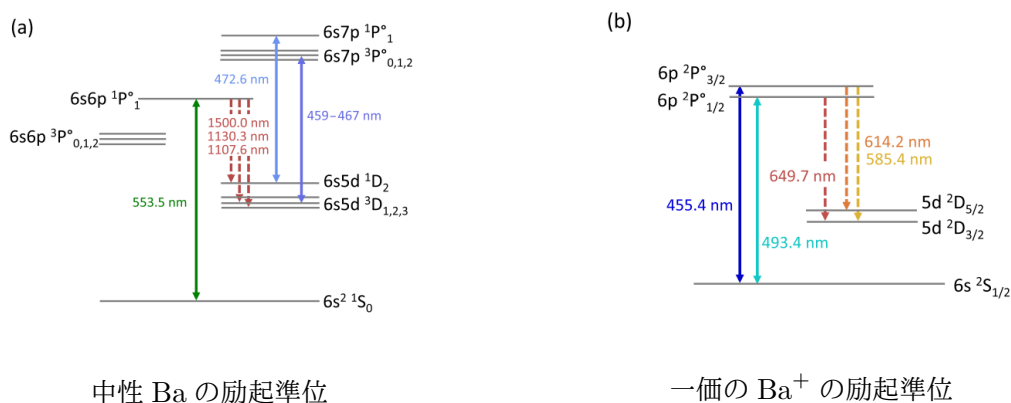 (a)
6s7p ¹P°₁
6s7p ³P°₀,₁,₂
472.6 nm
6s6p ¹P°₁
459–467 nm
1500.0 nm
1130.3 nm
1107.6 nm
6s6p ³P°₀,₁,₂
6s5d ¹D₂
553.5 nm
6s5d ³D₁,₂,₃
6s² ¹S₀
中性 Ba の励起準位
(b)
6p ²P°₃/₂
6p ²P°₁/₂
614.2 nm
585.4 nm
649.7 nm
455.4 nm
5d ²D₅/₂
5d ²D₃/₂
493.4 nm
6s ²S₁/₂
一価の Ba⁺ の励起準位